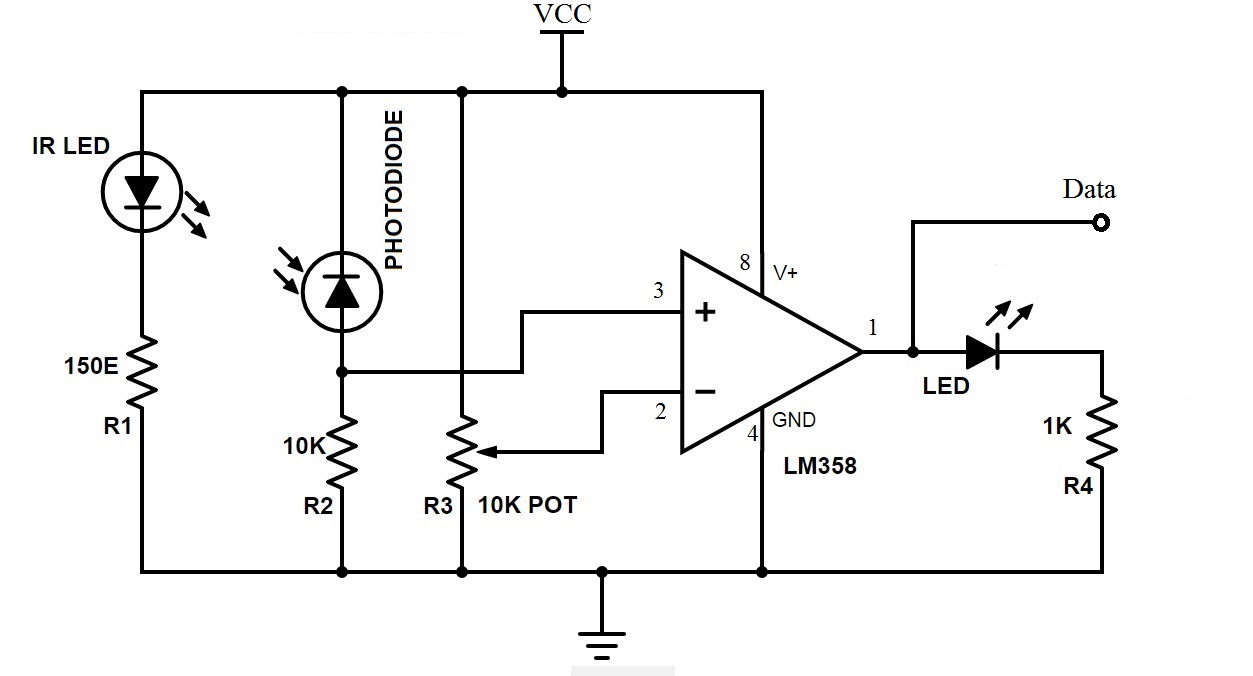 VCC
IR LED
PHOTODIODE
Data
8
V+
3
+
1
150E
LED
R1
−
2
GND
4
1K
10K
LM358
R4
R2
R3
10K POT